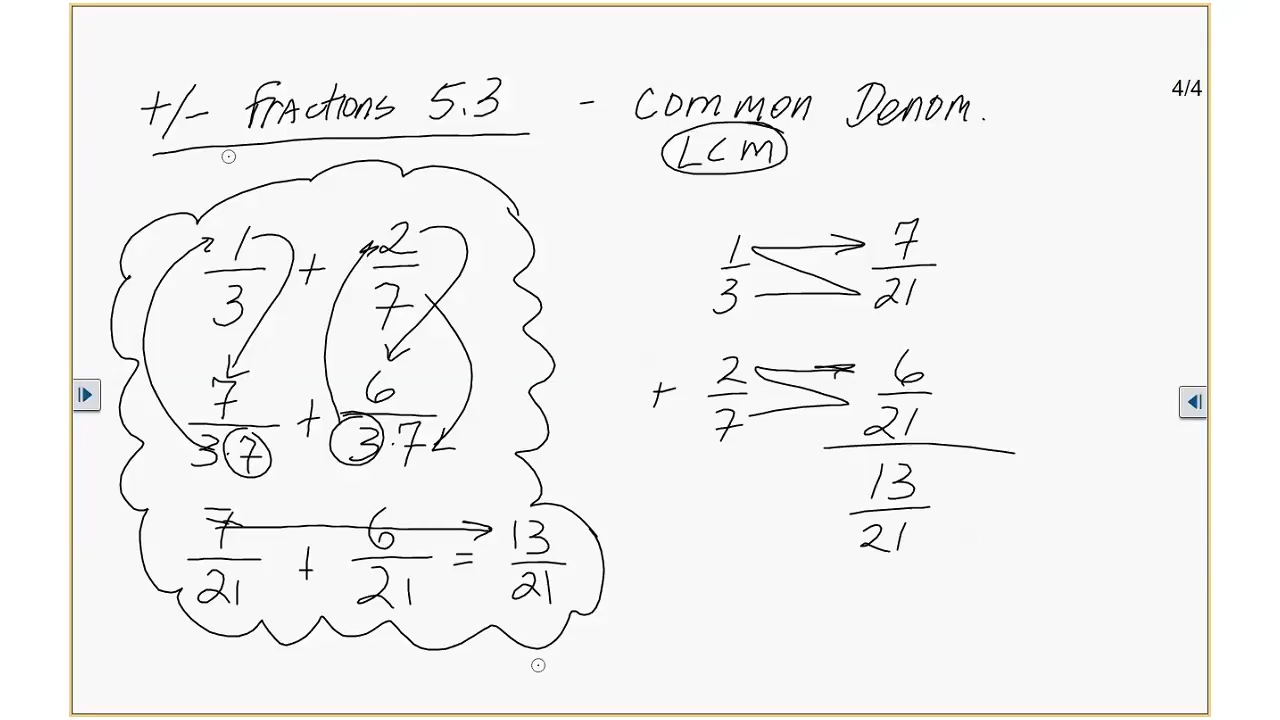 +/- Fractions 5.3 - Common Denom.
4/4
LCM
1/3 + 2/7
7/3·7 + 6/3·7
7/21 + 6/21 = 13/21
1/3 7/21
+ 2/7 6/21
13/21